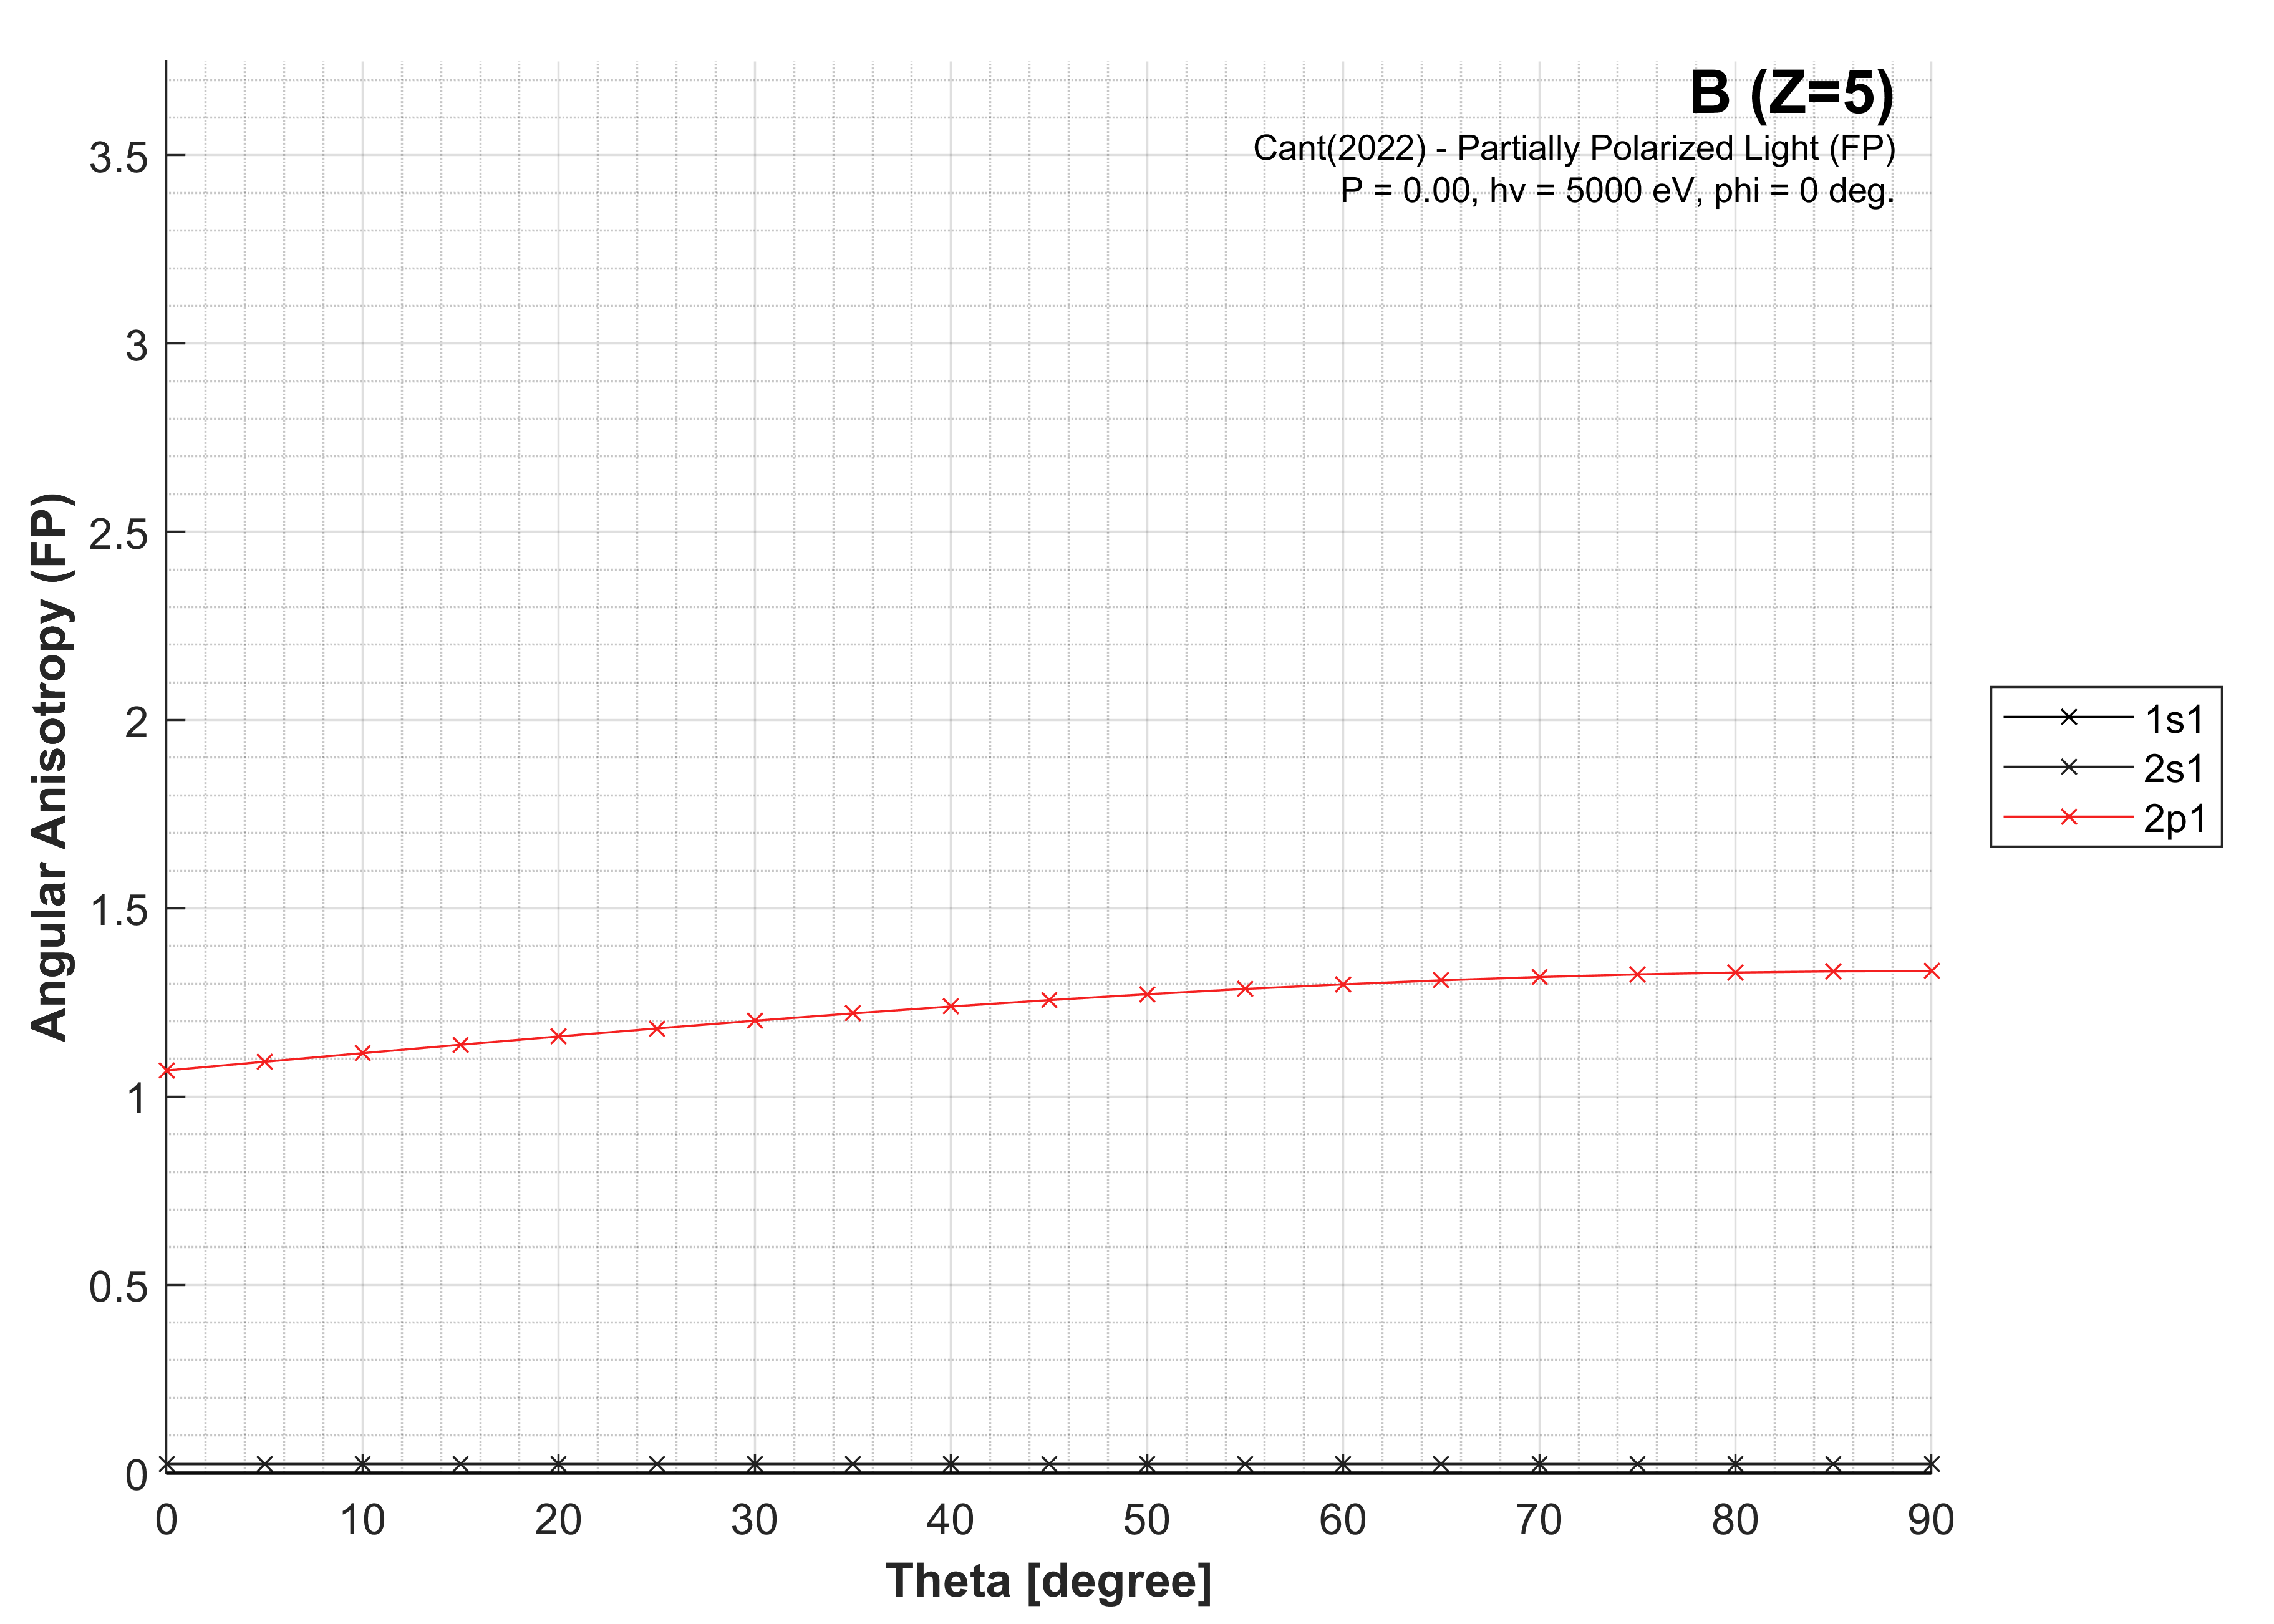 B (Z=5)
Cant(2022) - Partially Polarized Light (FP)
P = 0.00, hv = 5000 eV, phi = 0 deg.
Angular Anisotropy (FP)
3.5
3
2.5
2
1.5
1
0.5
0
0 10 20 30 40 50 60 70 80 90
Theta [degree]
1s1
2s1
2p1